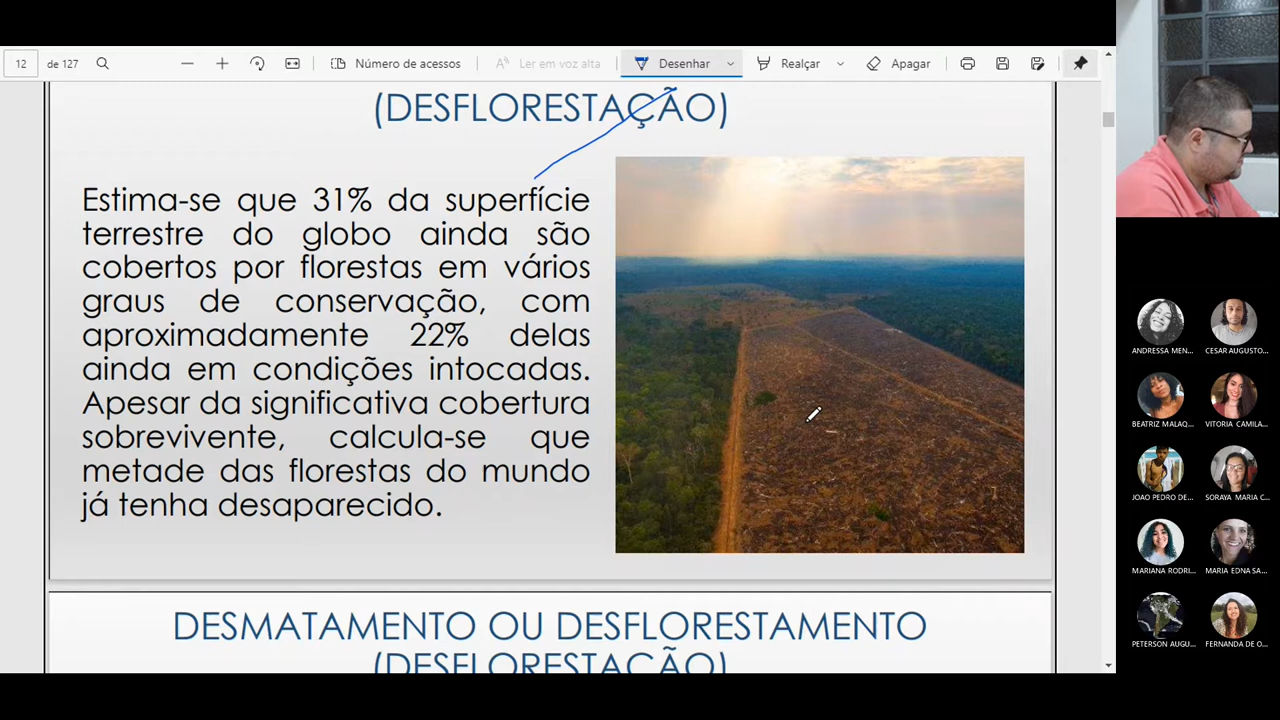 12
de 127
Número de acessos
Ler em voz alta
Desenhar
Realçar
Apagar
(DESFLORESTAÇÃO)
Estima-se que 31% da superfície
terrestre do globo ainda são
cobertos por florestas em vários
graus de conservação, com
aproximadamente 22% delas
ainda em condições intocadas.
Apesar da significativa cobertura
sobrevivente, calcula-se que
metade das florestas do mundo
já tenha desaparecido.
DESMATAMENTO OU DESFLORESTAMENTO
(DESFLORESTAÇÃO)
ANDRESSA MEN...
CESAR AUGUSTO...
BEATRIZ MALAQ...
VITORIA CAMILA...
JOAO PEDRO DE...
SORAYA MARIA C...
MARIANA RODRI...
MARIA EDNA SA...
PETERSON AUGU...
FERNANDA DE O...